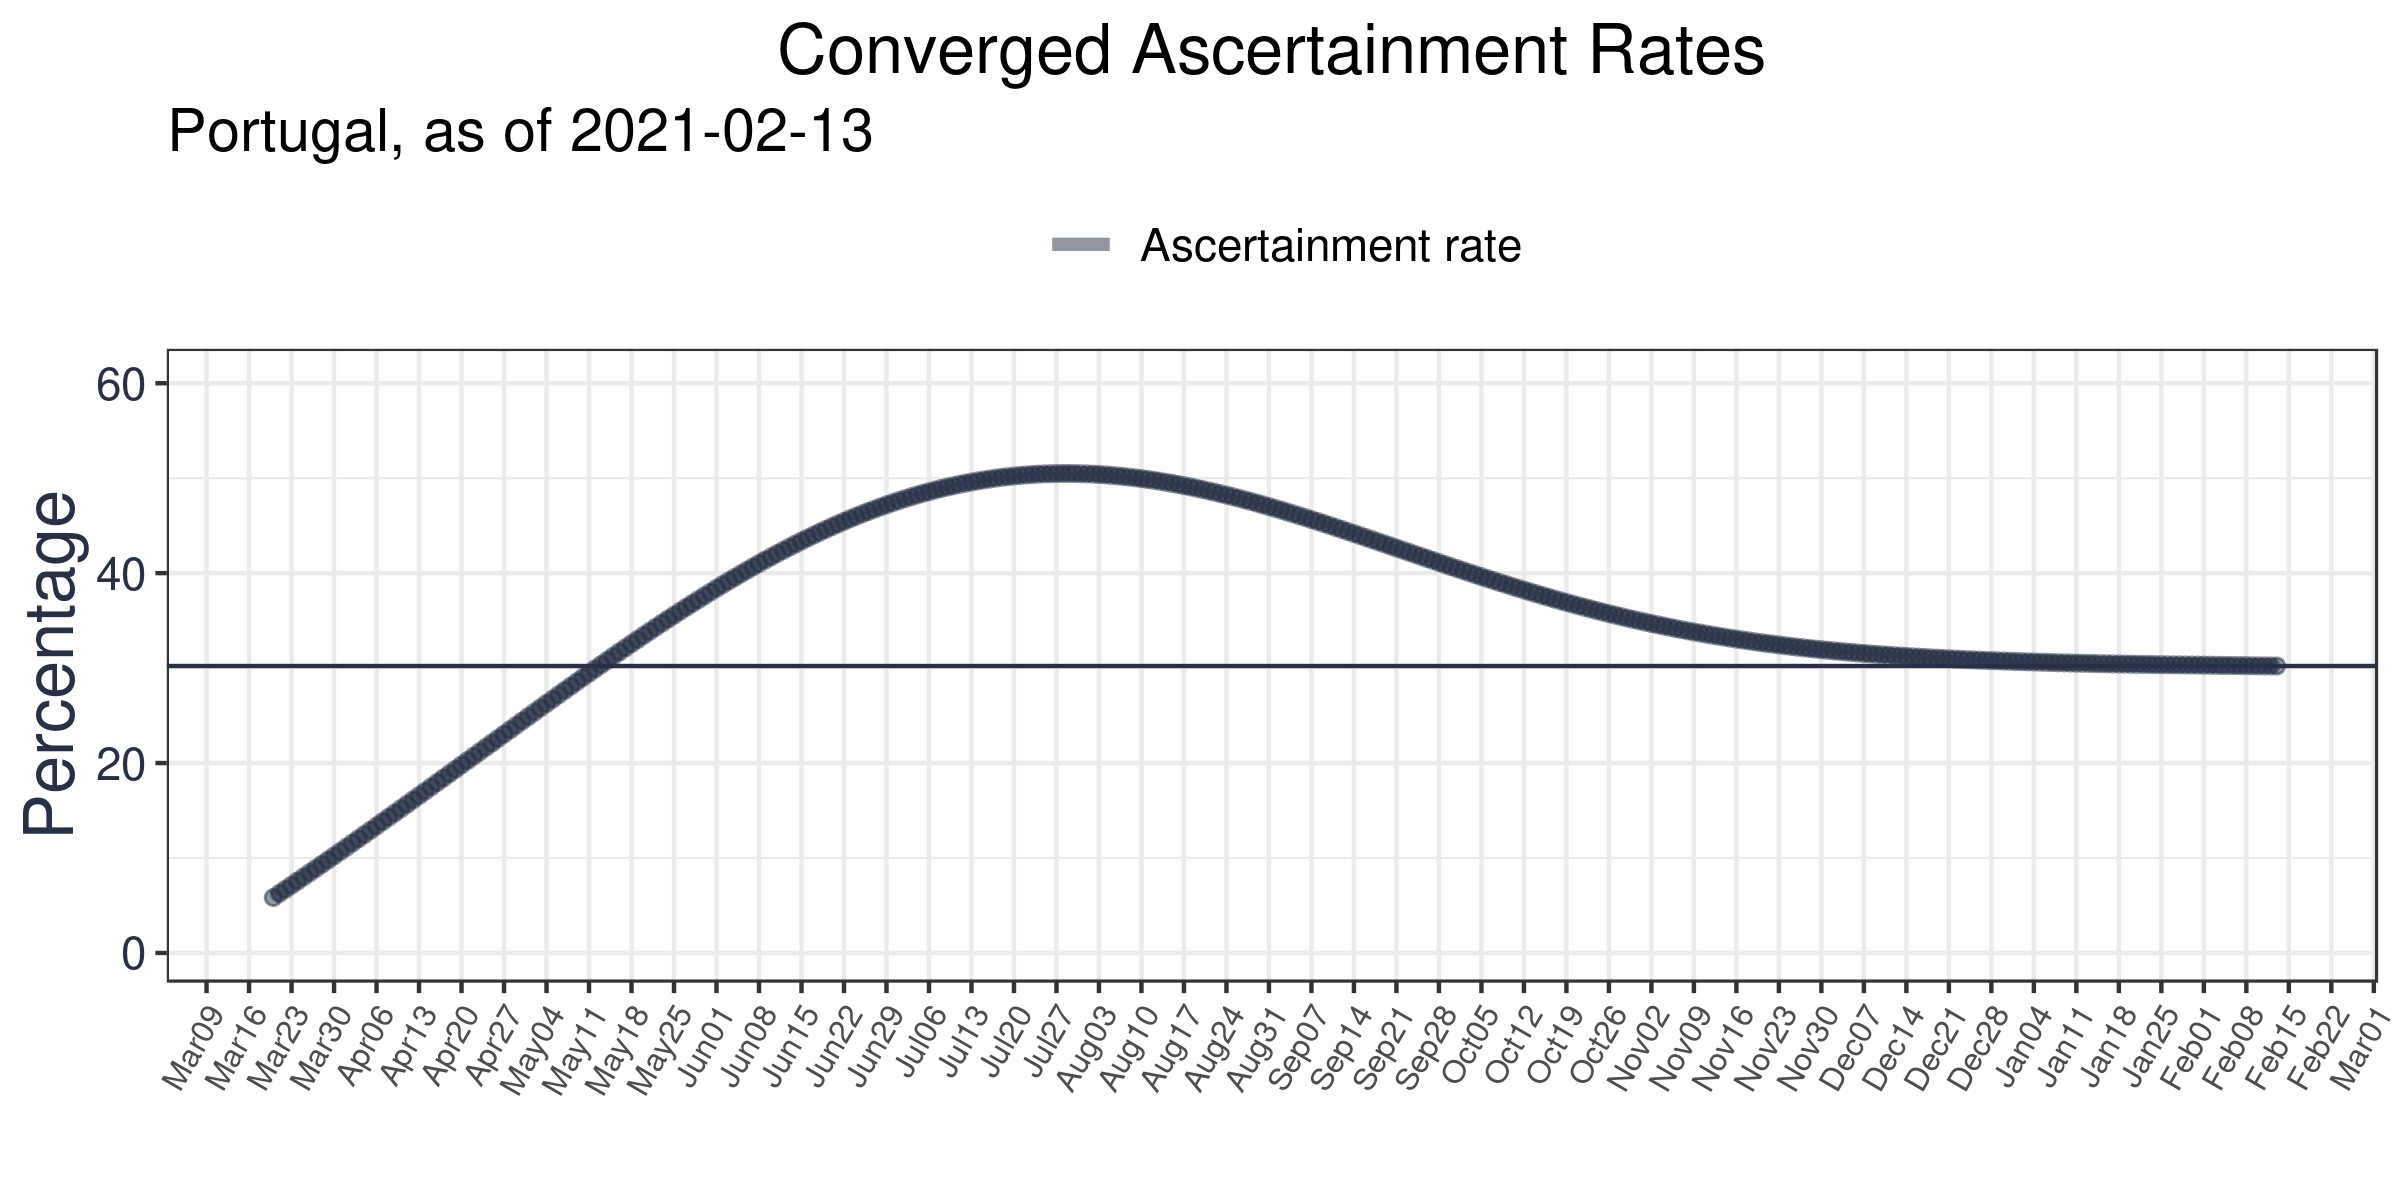 Converged Ascertainment Rates
Portugal, as of 2021-02-13
Ascertainment rate
Percentage
60
40
20
0
Mar09 Mar16 Mar23 Mar30 Apr06 Apr13 Apr20 Apr27 May04 May11 May18 May25 Jun01 Jun08 Jun15 Jun22 Jun29 Jul06 Jul13 Jul20 Jul27 Aug03 Aug10 Aug17 Aug24 Aug31 Sep07 Sep14 Sep21 Sep28 Oct05 Oct12 Oct19 Oct26 Nov02 Nov09 Nov16 Nov23 Nov30 Dec07 Dec14 Dec21 Dec28 Jan04 Jan11 Jan18 Jan25 Feb01 Feb08 Feb15 Feb22 Mar01